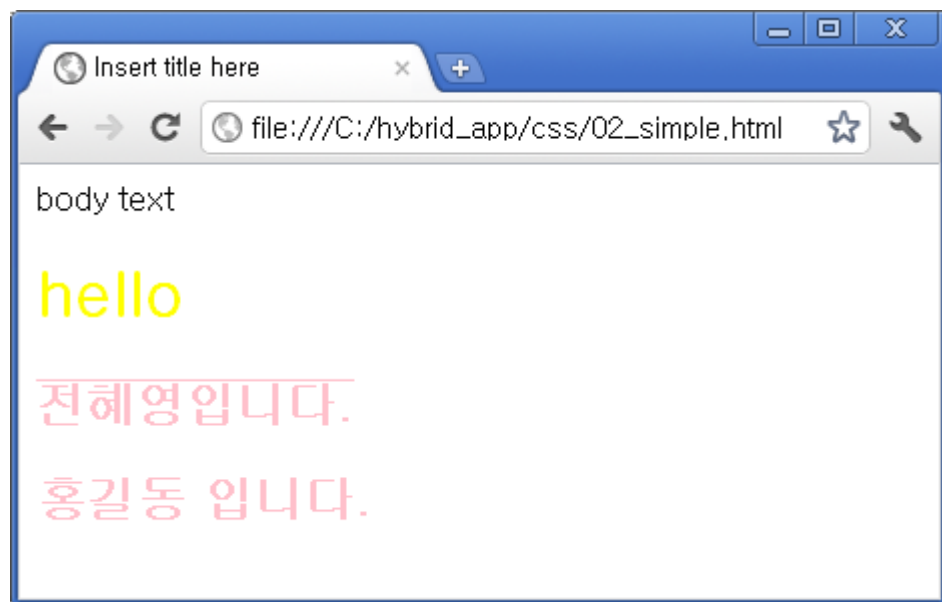 Insert title here
file:///C:/hybrid_app/css/02_simple.html
body text
hello
전혜영입니다.
홍길동 입니다.